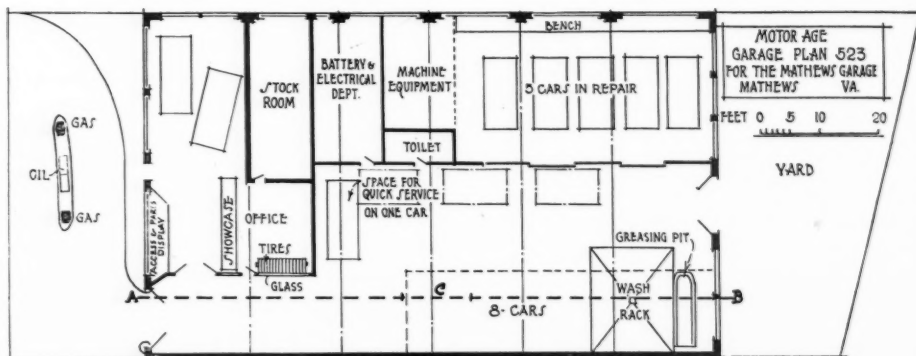 MOTOR AGE
GARAGE PLAN 523
FOR THE MATHEWS GARAGE
MATHEWS VA.
FEET 0 5 10 20
YARD
BENCH
BATTERY &
ELECTRICAL
DEPT.
MACHINE
EQUIPMENT
STOCK
ROOM
5 CARS IN REPAIR
TOILET
GAS
OIL
GAS
ACCESS & PARTS
DISPLAY
SHOWCASE
OFFICE
TIRES
GLASS
SPACE FOR
QUICK SERVICE
ON ONE CAR
GREASING PIT
WASH
RACK
8-CARS
A
C
B